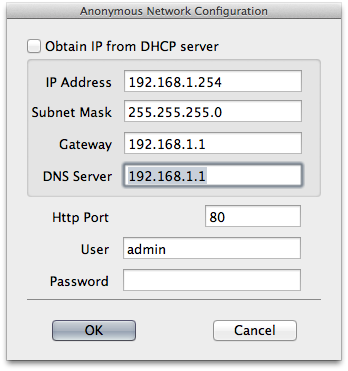 Anonymous Network Configuration
Obtain IP from DHCP server
IP Address 192.168.1.254
Subnet Mask 255.255.255.0
Gateway 192.168.1.1
DNS Server 192.168.1.1
Http Port 80
User admin
Password
OK Cancel